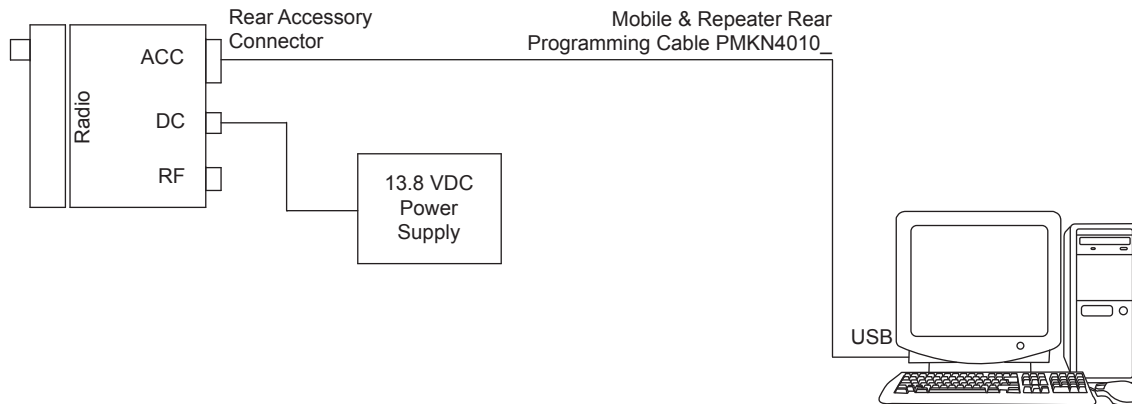 Rear Accessory
Connector
Mobile & Repeater Rear
Programming Cable PMKN4010_
ACC
Radio
DC
RF
13.8 VDC
Power
Supply
USB